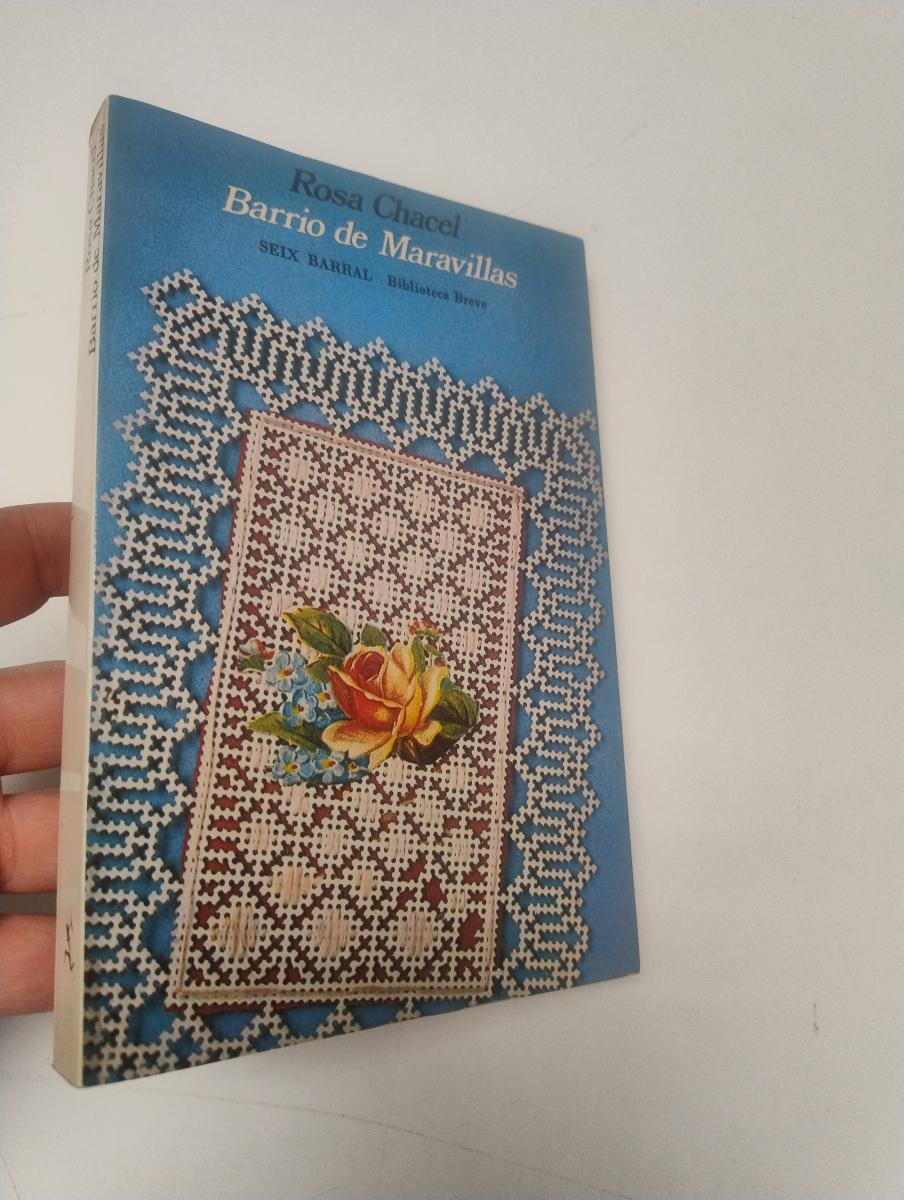 Rosa Chacel
Barrio de Maravillas
SEIX BARRAL Biblioteca Breve
Rosa Chacel
Barrio de Maravillas